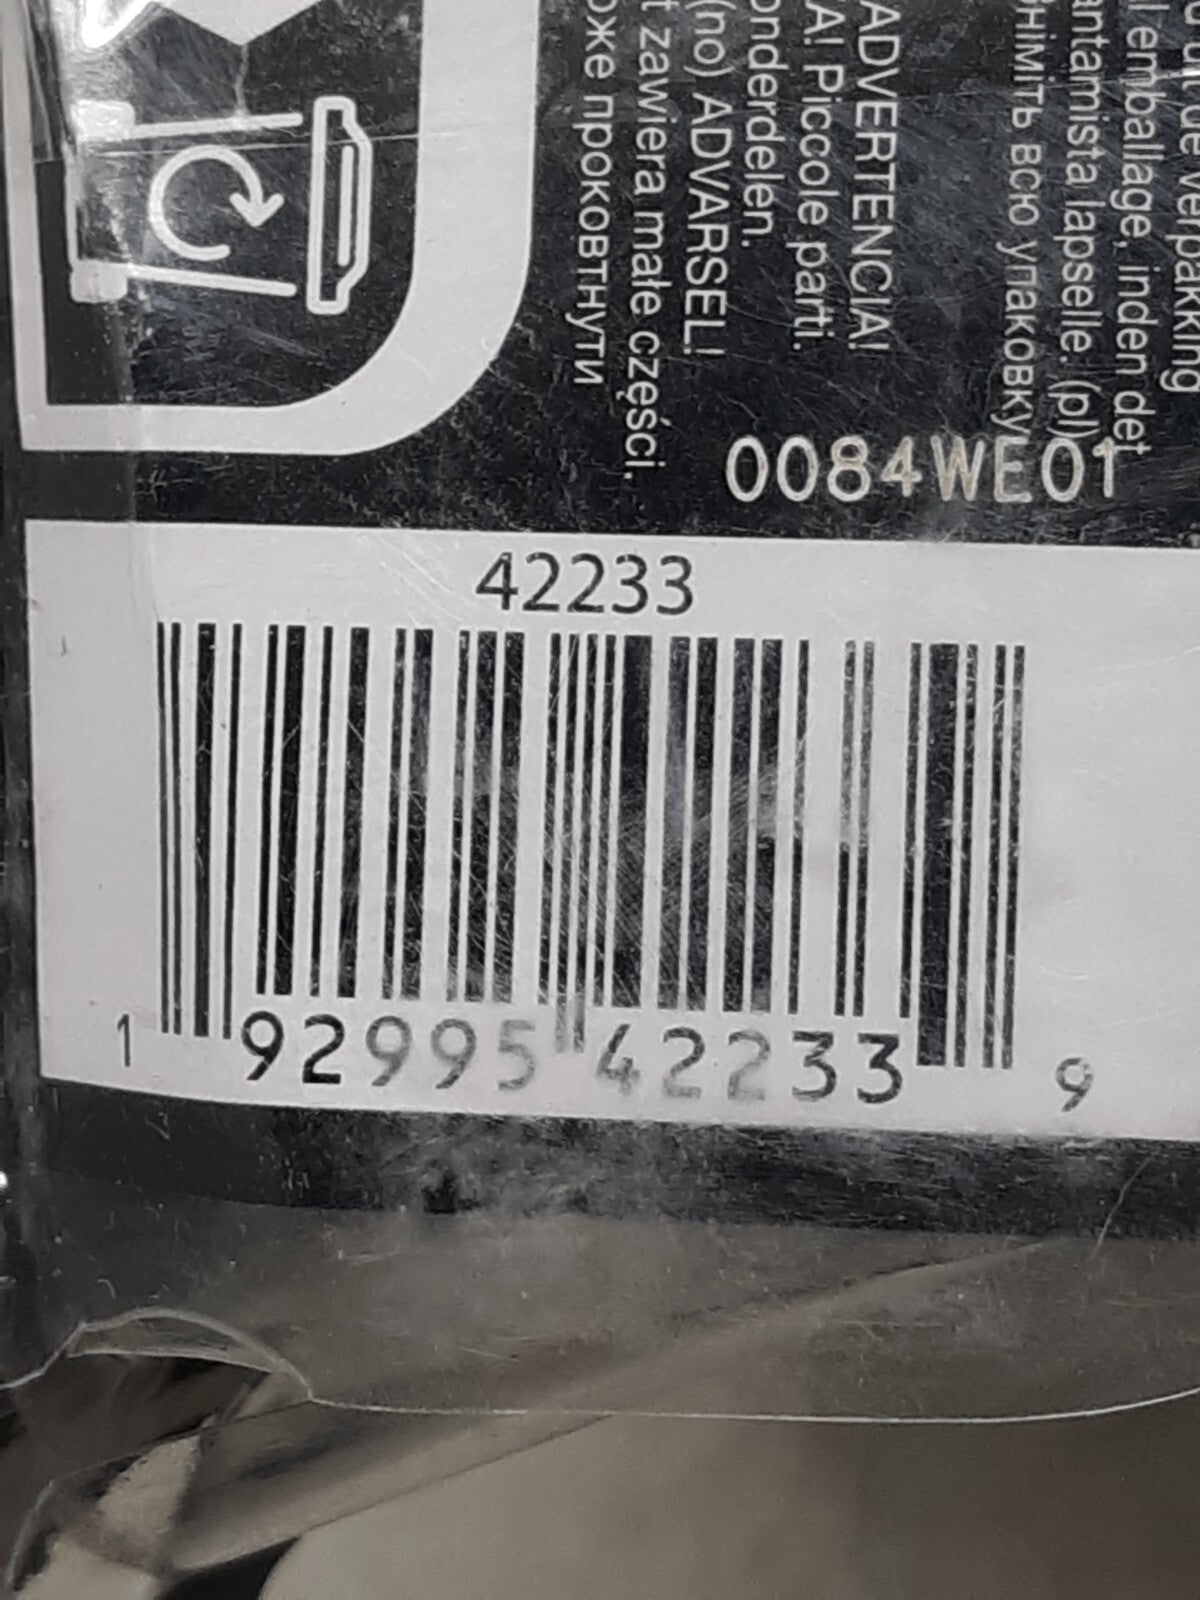 ADVERTENCIA!
A! Piccole parti.
onderdelen.
(no) ADVARSEL!
t zawiera małe części.
оже проковтнути
verpakking
emballage, inden det
antamista lapselle. (pl)
німіть всю упаковку
0084WE01
42233
1 92995 42233 9